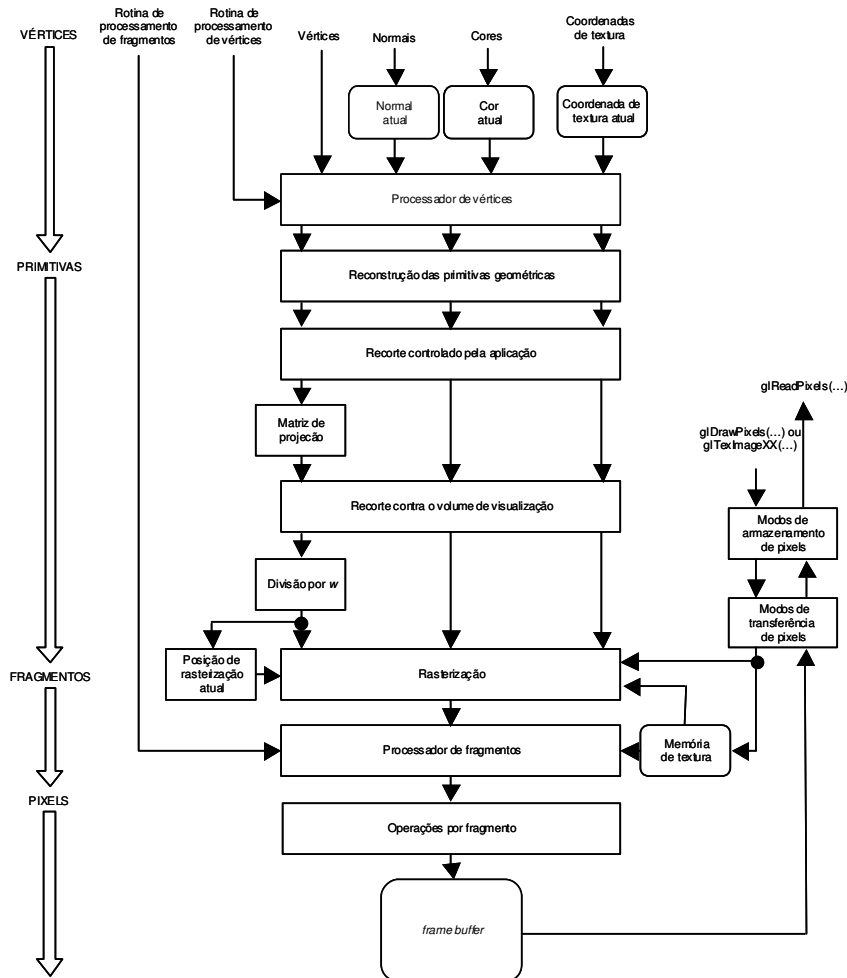 VÉRTICES
Rotina de
processamento
de fragmentos
Rotina de
processamento
de vértices
Vértices
Normais
Cores
Coordenadas
de textura
Normal
atual
Cor
atual
Coordenada de
textura atual
Processador de vértices
PRIMITIVAS
Reconstrução das primitivas geométricas
Recorte controlado pela aplicação
glReadPixels(...)
Matriz de
projecão
glDrawPixels(...) ou
glTexImageXX(...)
Recorte contra o volume de visualização
Modos de
armazenamento
de pixels
Divisão por w
Modos de
transferência
de pixels
FRAGMENTOS
Posição de
rasterização
atual
Rasterização
Processador de fragmentos
Memória
de textura
PIXELS
Operações por fragmento
frame buffer